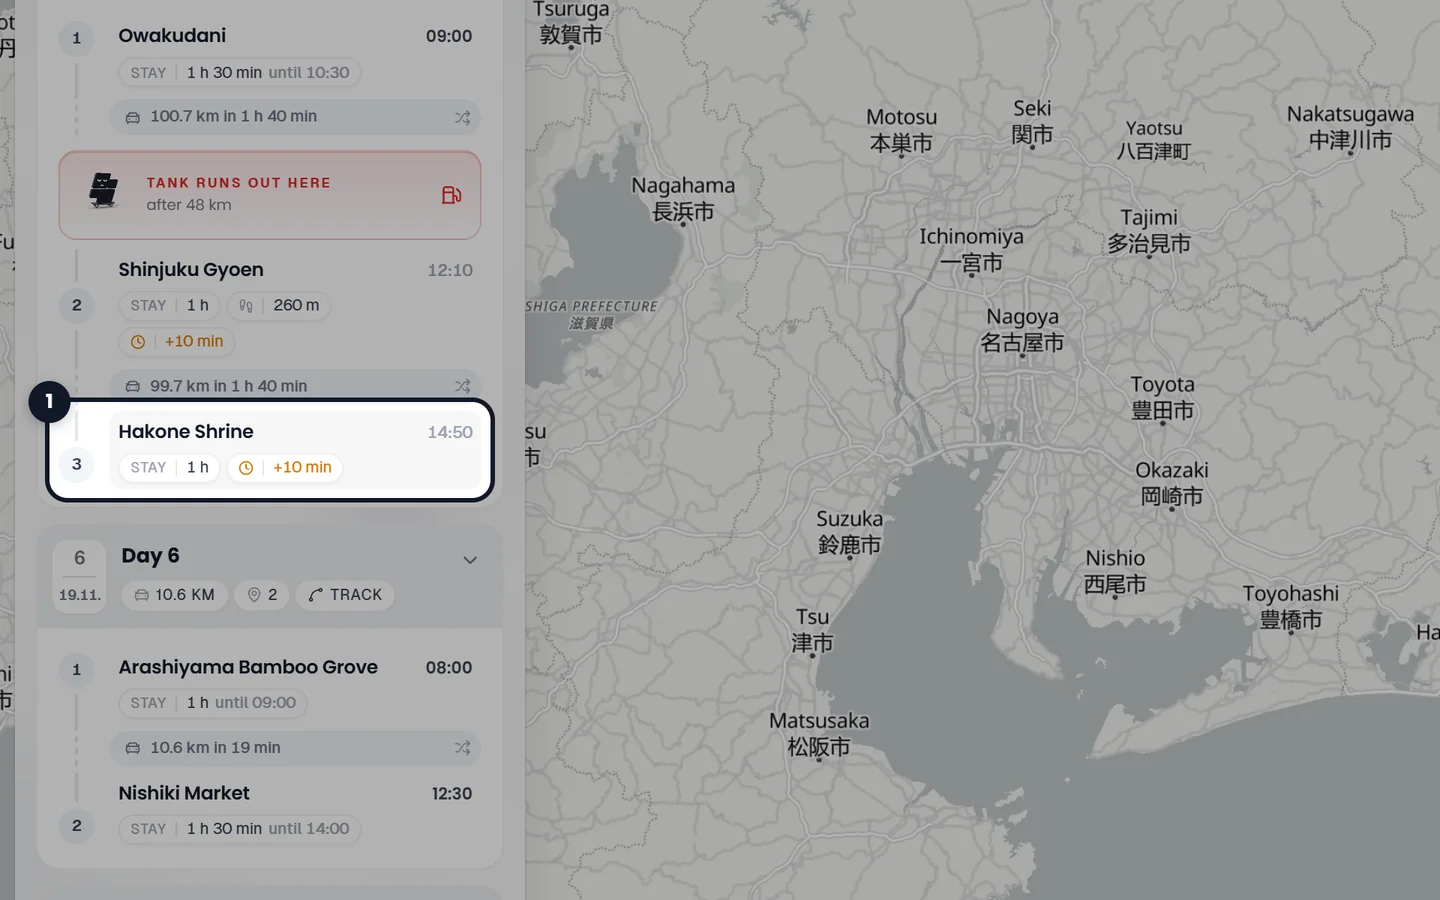 1
Owakudani
09:00
STAY
1 h 30 min until 10:30
100.7 km in 1 h 40 min
TANK RUNS OUT HERE
after 48 km
Shinjuku Gyoen
12:10
2
STAY
1 h
260 m
+10 min
99.7 km in 1 h 40 min
1
Hakone Shrine
14:50
3
STAY
1 h
+10 min
6
19.11.
Day 6
10.6 KM
2
TRACK
1
Arashiyama Bamboo Grove
08:00
STAY
1 h until 09:00
10.6 km in 19 min
Nishiki Market
12:30
2
STAY
1 h 30 min until 14:00
Tsuruga
敦賀市
Motosu
本巣市
Seki
関市
Yaotsu
八百津町
Nakatsugawa
中津川市
Nagahama
長浜市
Ichinomiya
一宮市
Tajimi
多治見市
SHIGA PREFECTURE
滋賀県
Nagoya
名古屋市
Toyota
豊田市
su
市
Okazaki
岡崎市
Suzuka
鈴鹿市
Nishio
西尾市
Toyohashi
豊橋市
Ha
Tsu
津市
Matsusaka
松阪市